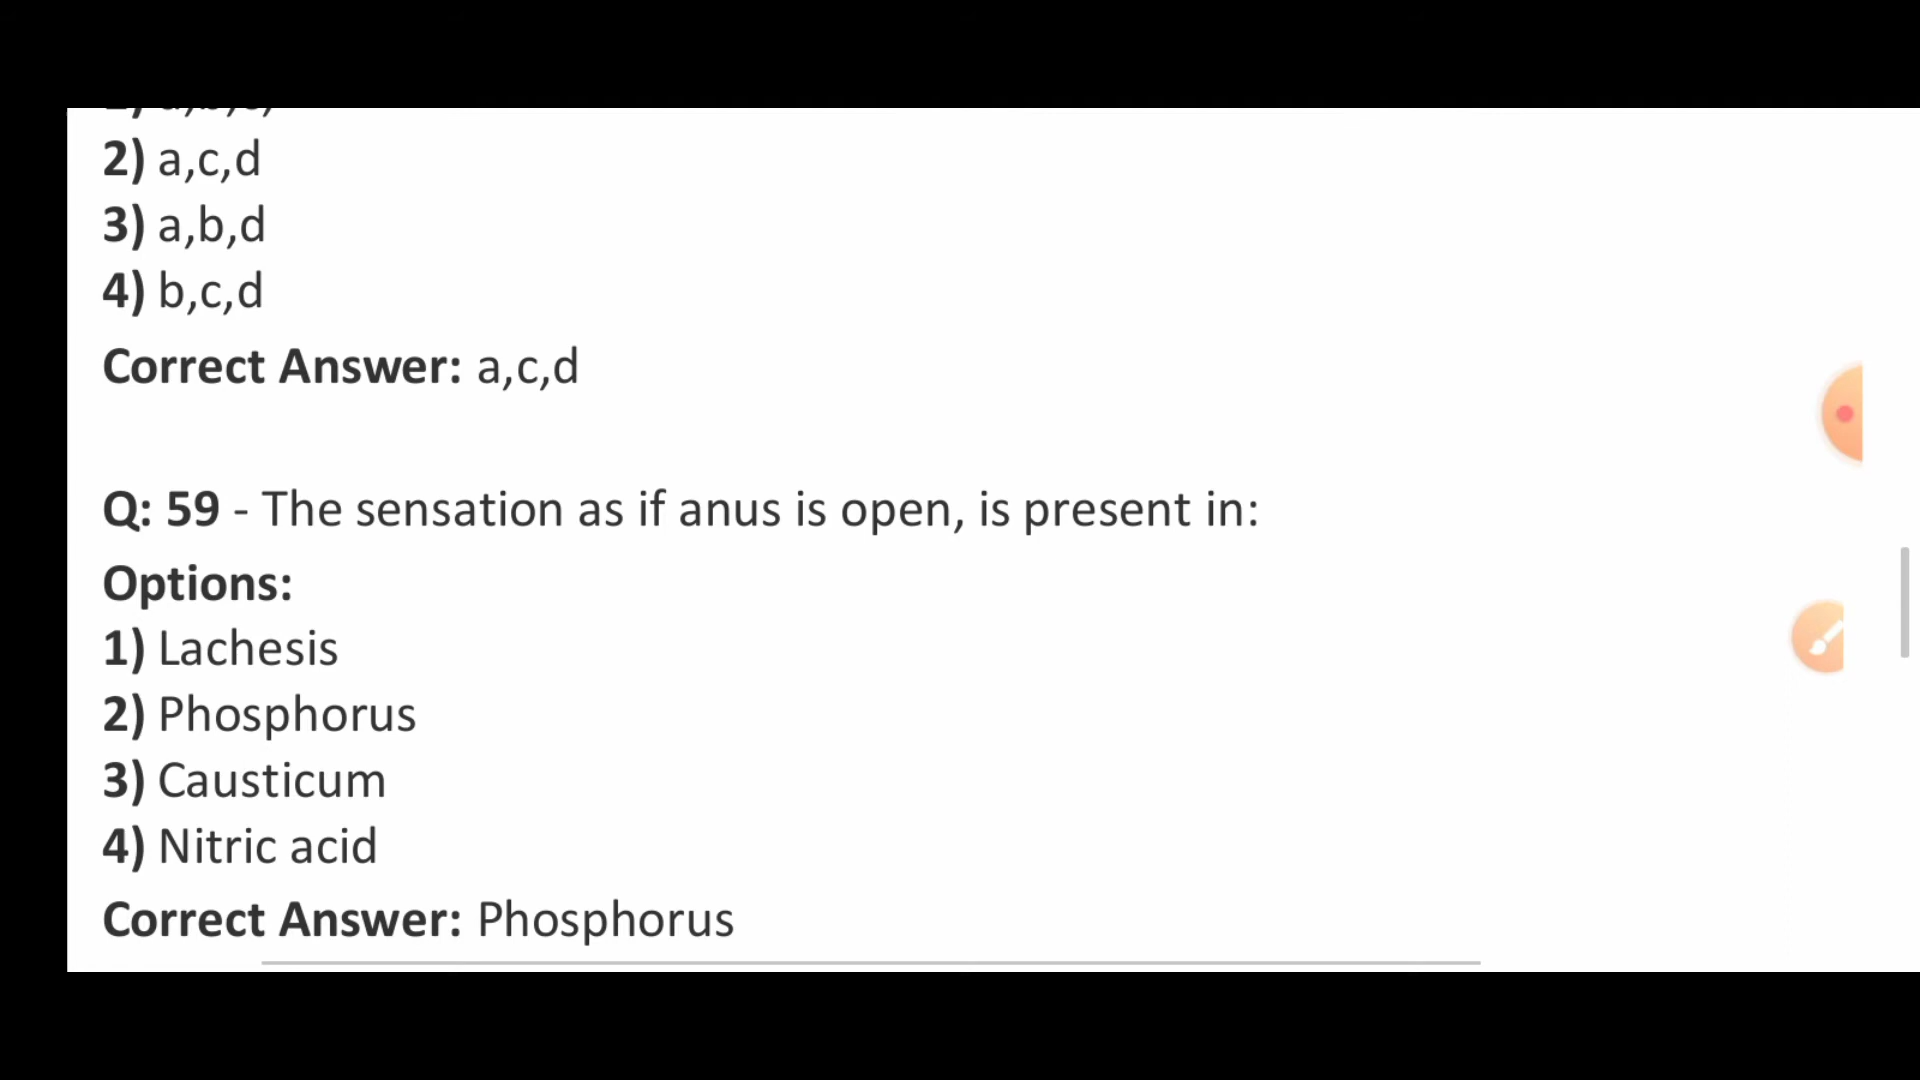 2) a,c,d
3) a,b,d
4) b,c,d
Correct Answer: a,c,d
Q: 59 - The sensation as if anus is open, is present in:
Options:
1) Lachesis
2) Phosphorus
3) Causticum
4) Nitric acid
Correct Answer: Phosphorus